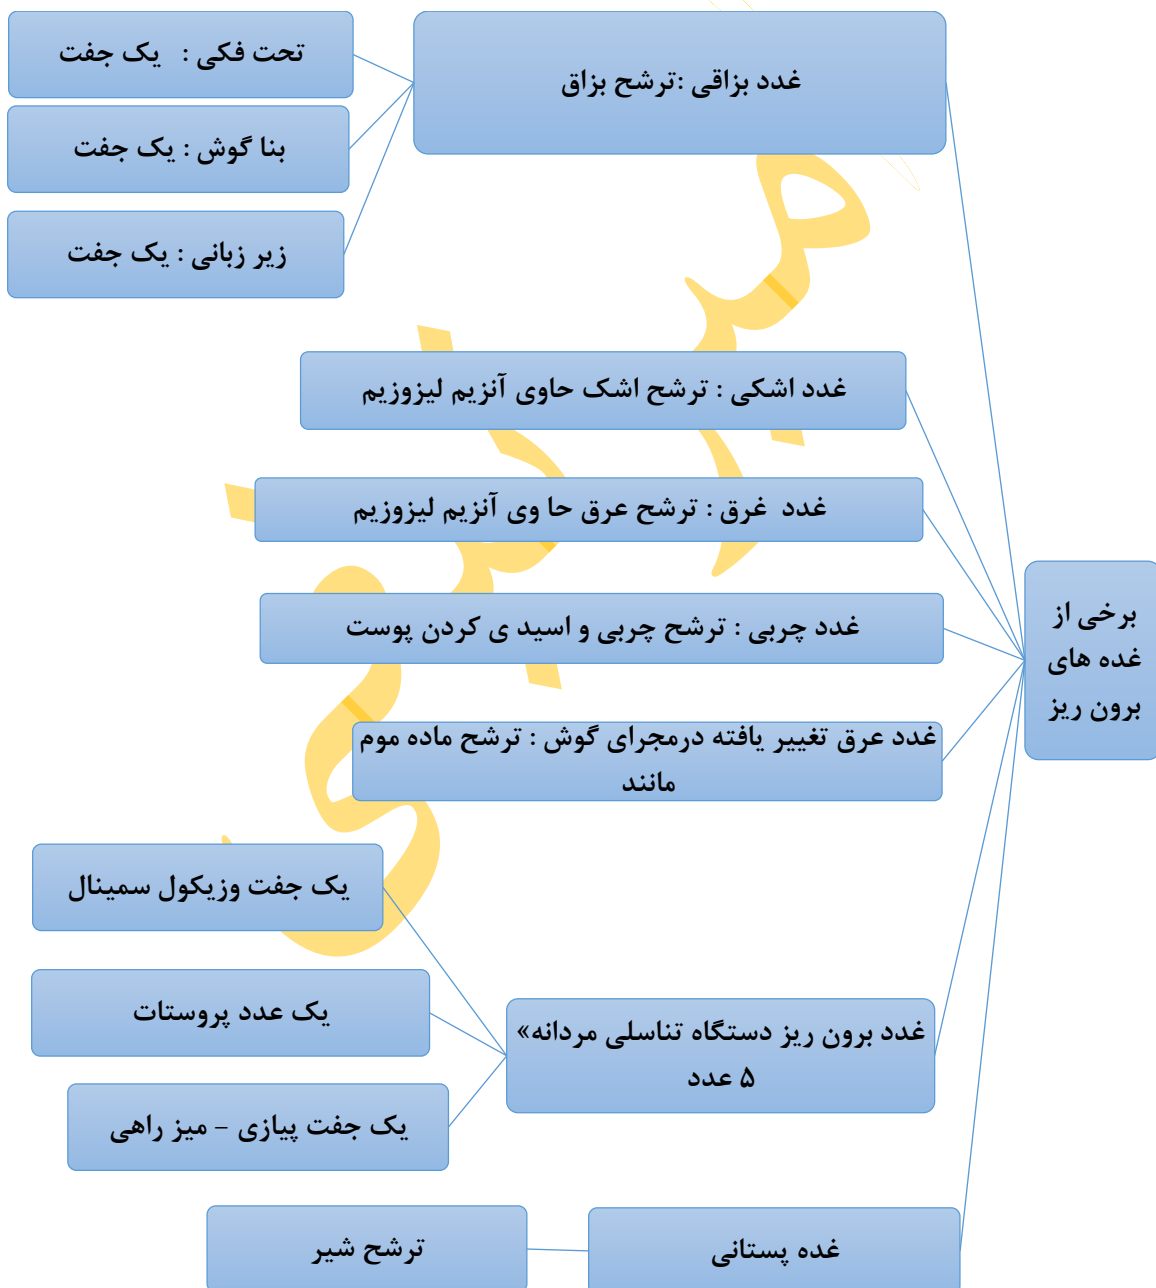 غدد بزاقی :ترشح بزاق
تحت فکی : یک جفت
بنا گوش : یک جفت
زیر زبانی : یک جفت
غدد اشکی : ترشح اشک حاوی آنزیم لیزوزیم
غدد غرق : ترشح عرق حا وی آنزیم لیزوزیم
برخی از
غده های
برون ریز
غدد چربی : ترشح چربی و اسید ی کردن پوست
غدد عرق تغییر یافته درمجرای گوش : ترشح ماده موم
مانند
غدد برون ریز دستگاه تناسلی مردانه»
۵ عدد
یک جفت وزیکول سمینال
یک عدد پروستات
یک جفت پیازی – میز راهی
غده پستانی
ترشح شیر